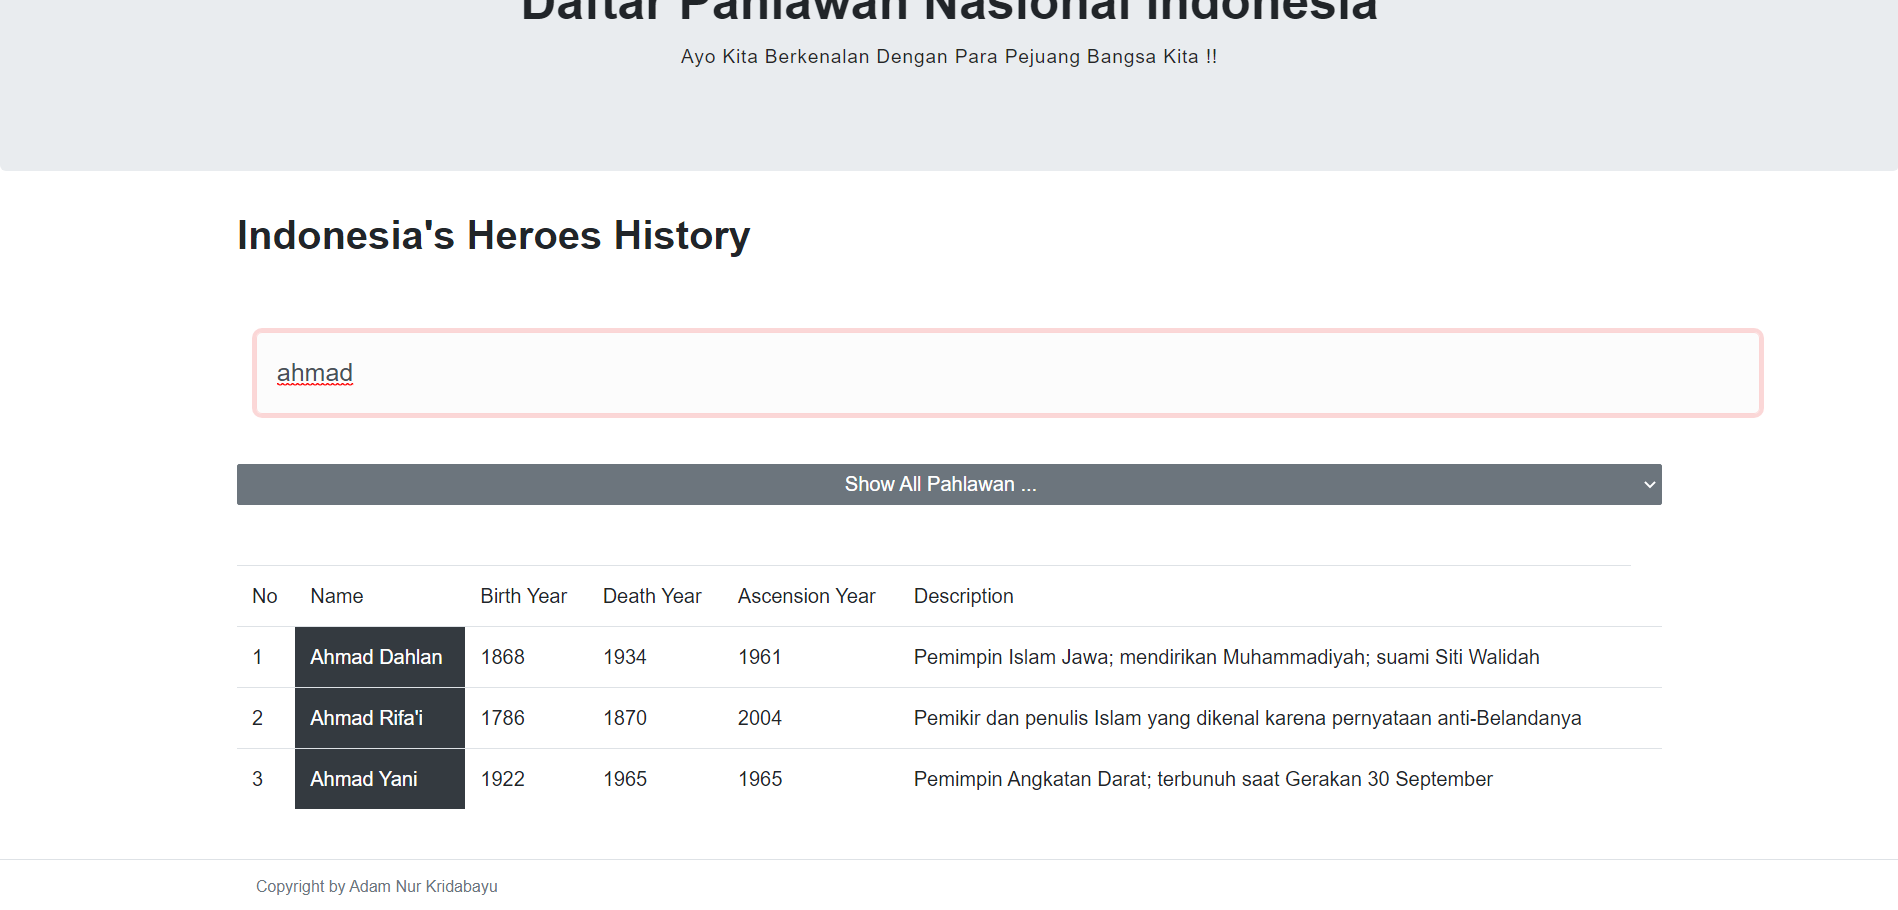 Daftar Pahlawan Nasional Indonesia
Ayo Kita Berkenalan Dengan Para Pejuang Bangsa Kita !!
Indonesia's Heroes History
ahmad
Show All Pahlawan ...
No Name Birth Year Death Year Ascension Year Description
1 Ahmad Dahlan 1868 1934 1961 Pemimpin Islam Jawa; mendirikan Muhammadiyah; suami Siti Walidah
2 Ahmad Rifa'i 1786 1870 2004 Pemikir dan penulis Islam yang dikenal karena pernyataan anti-Belandanya
3 Ahmad Yani 1922 1965 1965 Pemimpin Angkatan Darat; terbunuh saat Gerakan 30 September
Copyright by Adam Nur Kridabayu